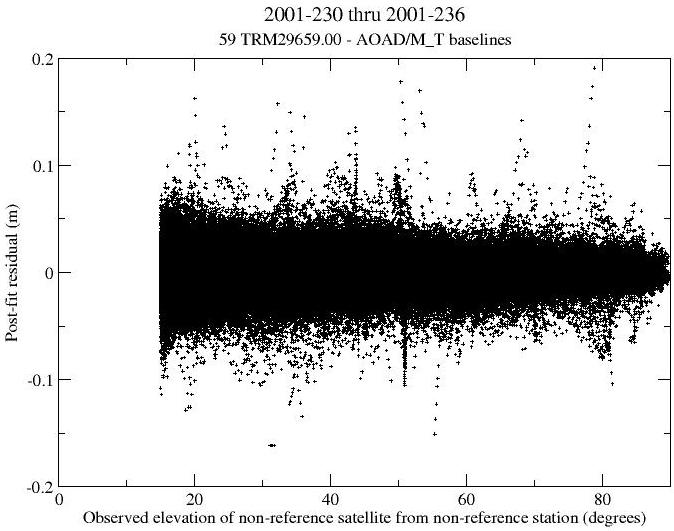 2001-230 thru 2001-236
59 TRM29659.00 - AOAD/M_T baselines
0.2
0.1
0
-0.1
-0.2
Post-fit residual (m)
0 20 40 60 80
Observed elevation of non-reference satellite from non-reference station (degrees)